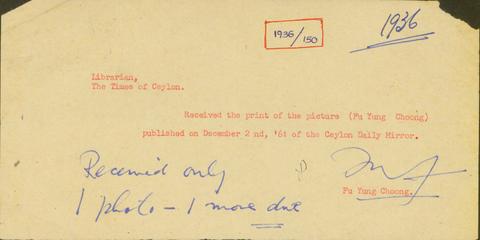 1936/150
1936
Librarian,
The Times of Ceylon.
Received the print of the picture (Fu Yung Choong)
published on December 2 nd, '61 of the Ceylon Daily Mirror.
Received only
1 photo – 1 more due
Fu Yung Choong.